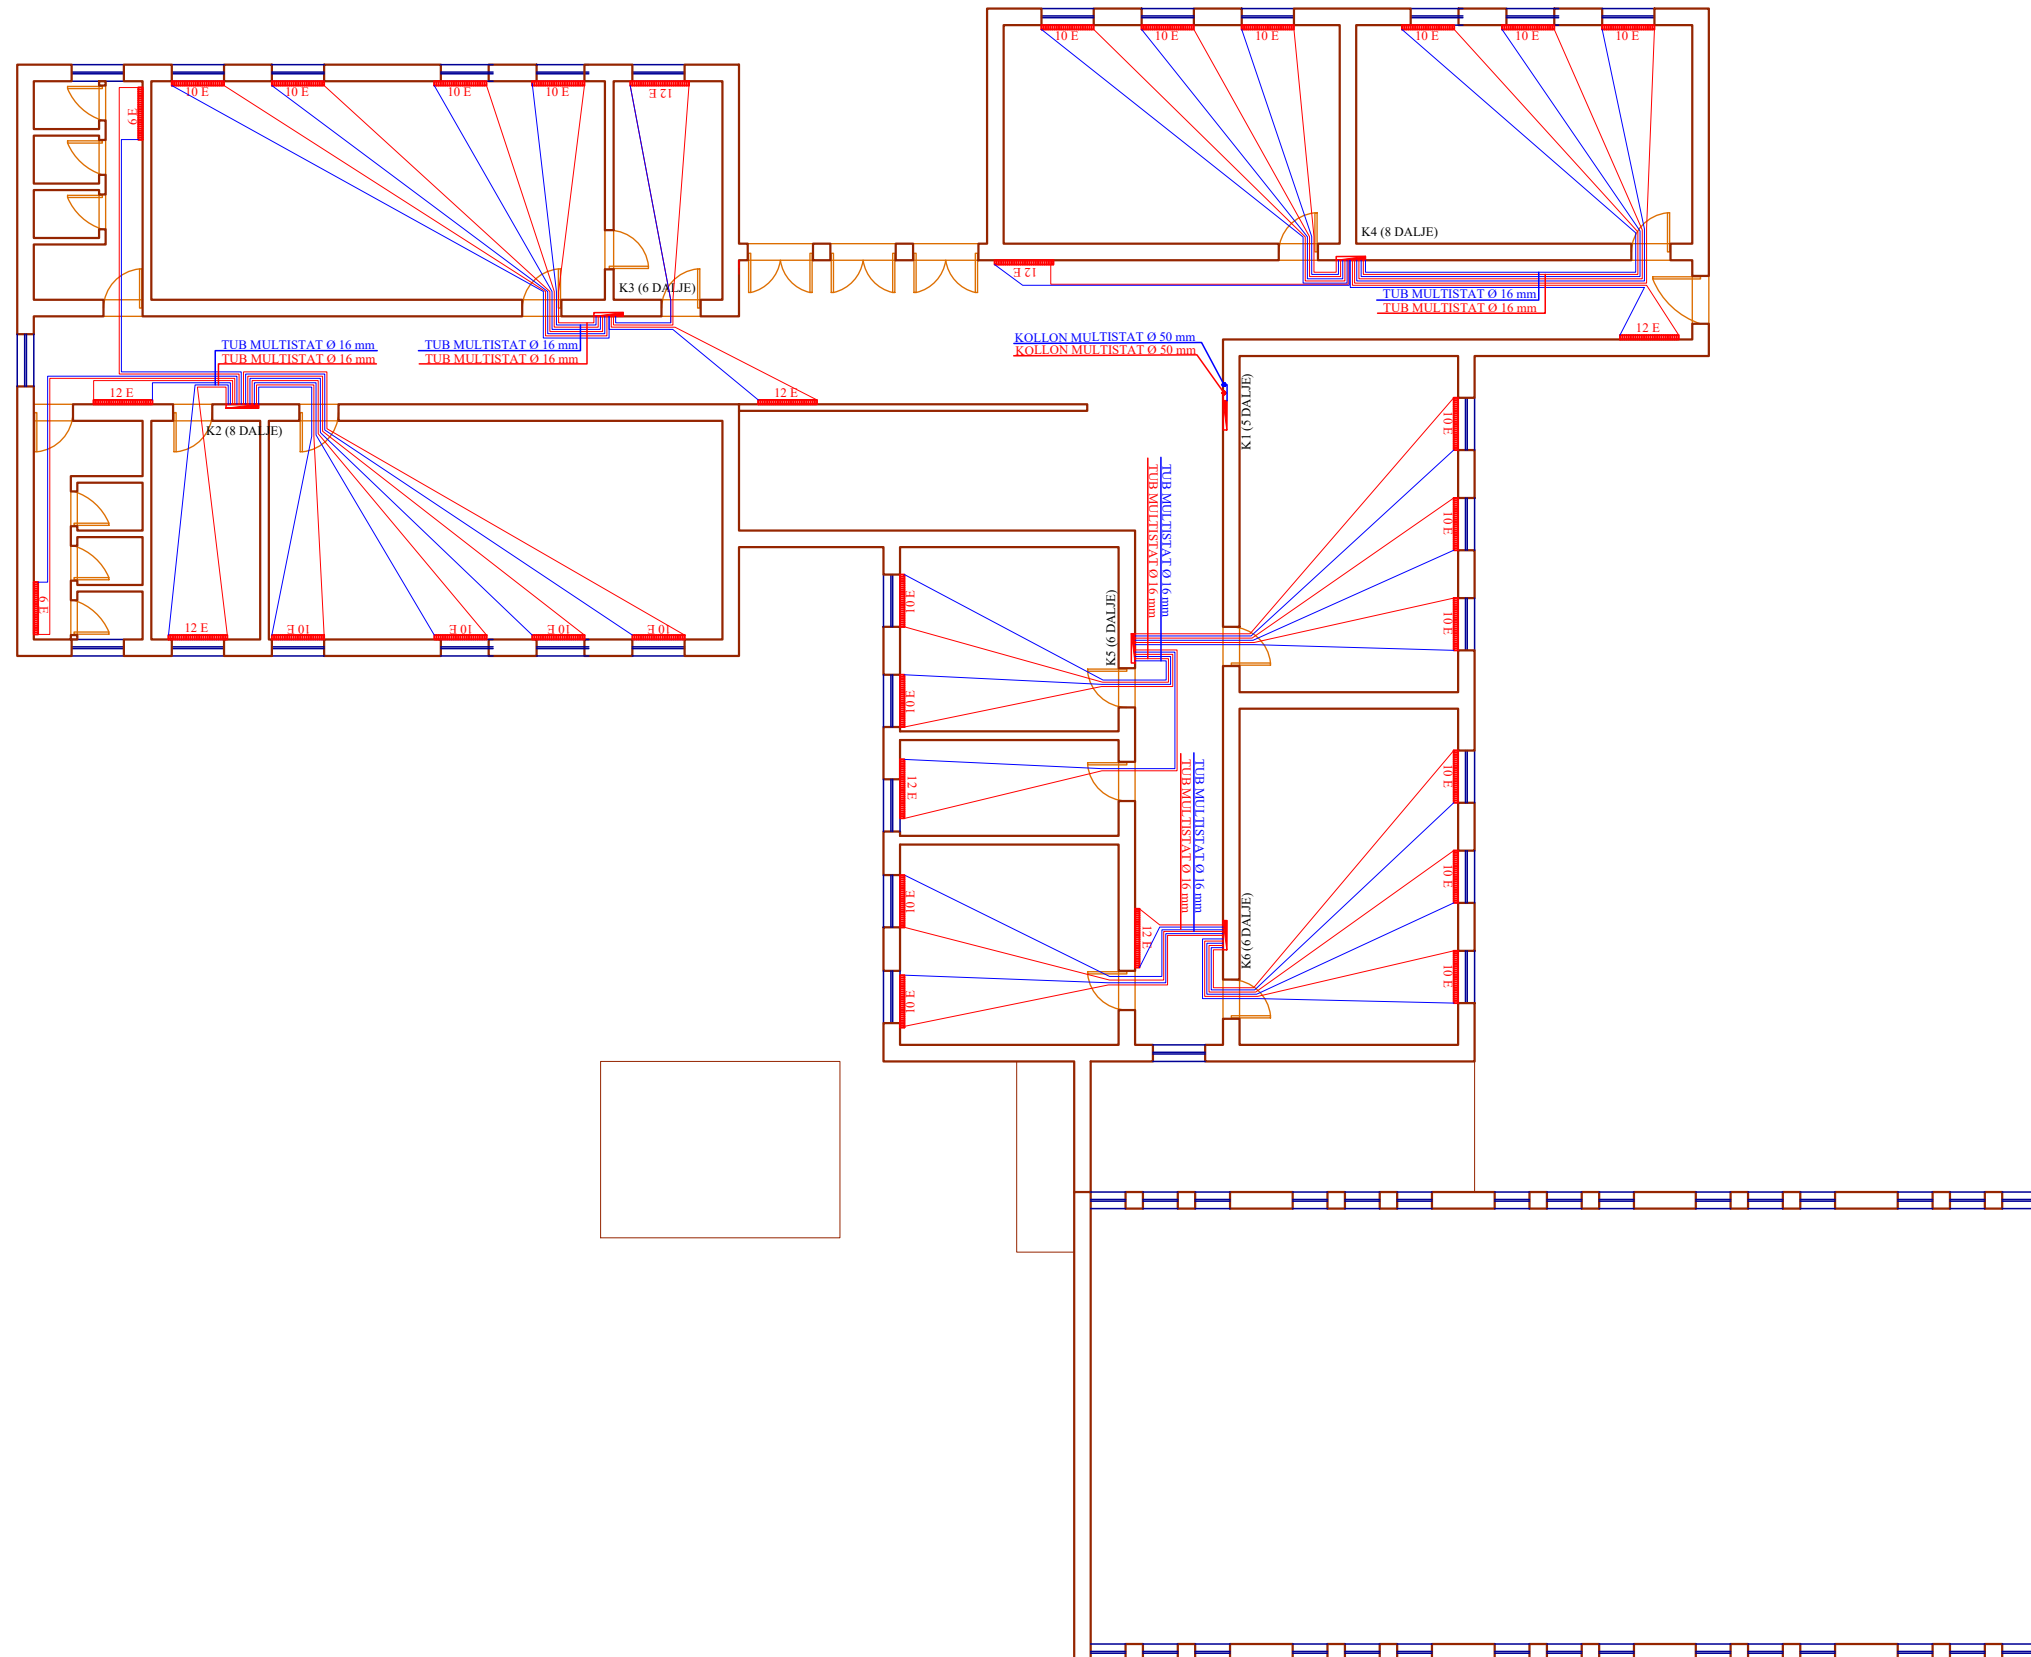 10 E
10 E
10 E
10 E
10 E
10 E
10 E
10 E
10 E
10 E
12 E
9 E
K4 (8 DALJE)
12 E
K3 (6 DALJE)
TUB MULTISTAT Ø 16 mm
TUB MULTISTAT Ø 16 mm
12 E
TUB MULTISTAT Ø 16 mm
TUB MULTISTAT Ø 16 mm
TUB MULTISTAT Ø 16 mm
TUB MULTISTAT Ø 16 mm
KOLLON MULTISTAT Ø 50 mm
KOLLON MULTISTAT Ø 50 mm
12 E
12 E
K1 (5 DALJE)
10 E
K2 (8 DALJE)
10 E
TUB MULTISTAT Ø 16 mm
TUB MULTISTAT Ø 16 mm
6 E
12 E
10 E
10 E
10 E
10 E
10 E
K5 (6 DALJE)
10 E
10 E
12 E
10 E
TUB MULTISTAT Ø 16 mm
TUB MULTISTAT Ø 16 mm
10 E
10 E
12 E
K6 (6 DALJE)
10 E
10 E